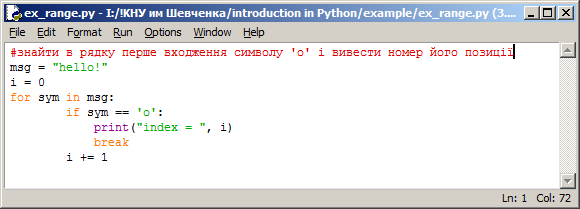 ex_range.py - I:/!КНУ им Шевченка/introduction in Python/example/ex_range.py (3....
File Edit Format Run Options Window Help
#знайти в рядку перше входження символу 'о' і вивести номер його позиції
msg = "hello!"
i = 0
for sym in msg:
        if sym == 'o':
            print("index = ", i)
            break
        i += 1
Ln: 1 Col: 72